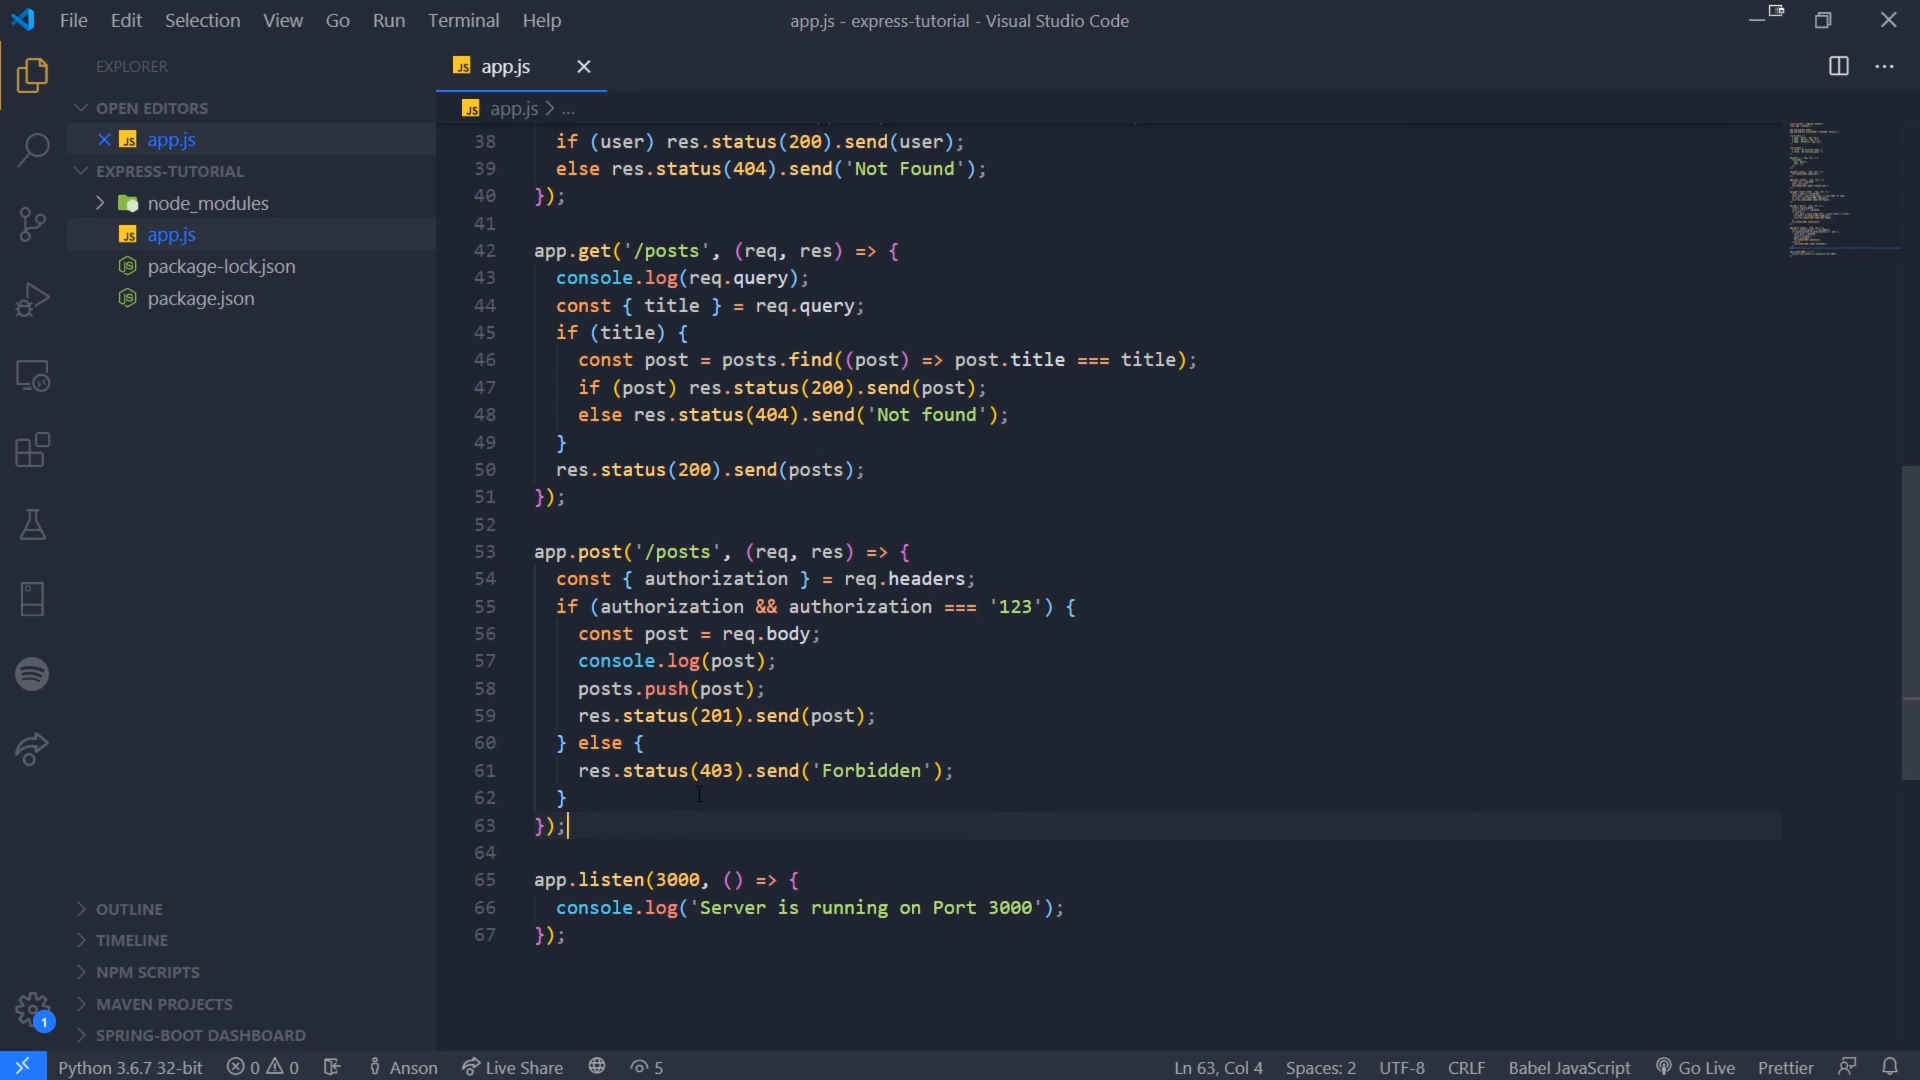 File Edit Selection View Go Run Terminal Help
app.js - express-tutorial - Visual Studio Code
EXPLORER
OPEN EDITORS
JS app.js
EXPRESS-TUTORIAL
node_modules
JS app.js
package-lock.json
package.json
OUTLINE
TIMELINE
NPM SCRIPTS
MAVEN PROJECTS
SPRING-BOOT DASHBOARD
1
JS app.js
JS app.js > ...
38 if (user) res.status(200).send(user);
39 else res.status(404).send('Not Found');
40 });
41
42 app.get('/posts', (req, res) => {
43 console.log(req.query);
44 const { title } = req.query;
45 if (title) {
46 const post = posts.find((post) => post.title === title);
47 if (post) res.status(200).send(post);
48 else res.status(404).send('Not found');
49 }
50 res.status(200).send(posts);
51 });
52
53 app.post('/posts', (req, res) => {
54 const { authorization } = req.headers;
55 if (authorization && authorization === '123') {
56 const post = req.body;
57 console.log(post);
58 posts.push(post);
59 res.status(201).send(post);
60 } else {
61 res.status(403).send('Forbidden');
62 }
63 });
64
65 app.listen(3000, () => {
66 console.log('Server is running on Port 3000');
67 });
Python 3.6.7 32-bit 0 0 Anson Live Share 5 Ln 63, Col 4 Spaces: 2 UTF-8 CRLF Babel JavaScript Go Live Prettier